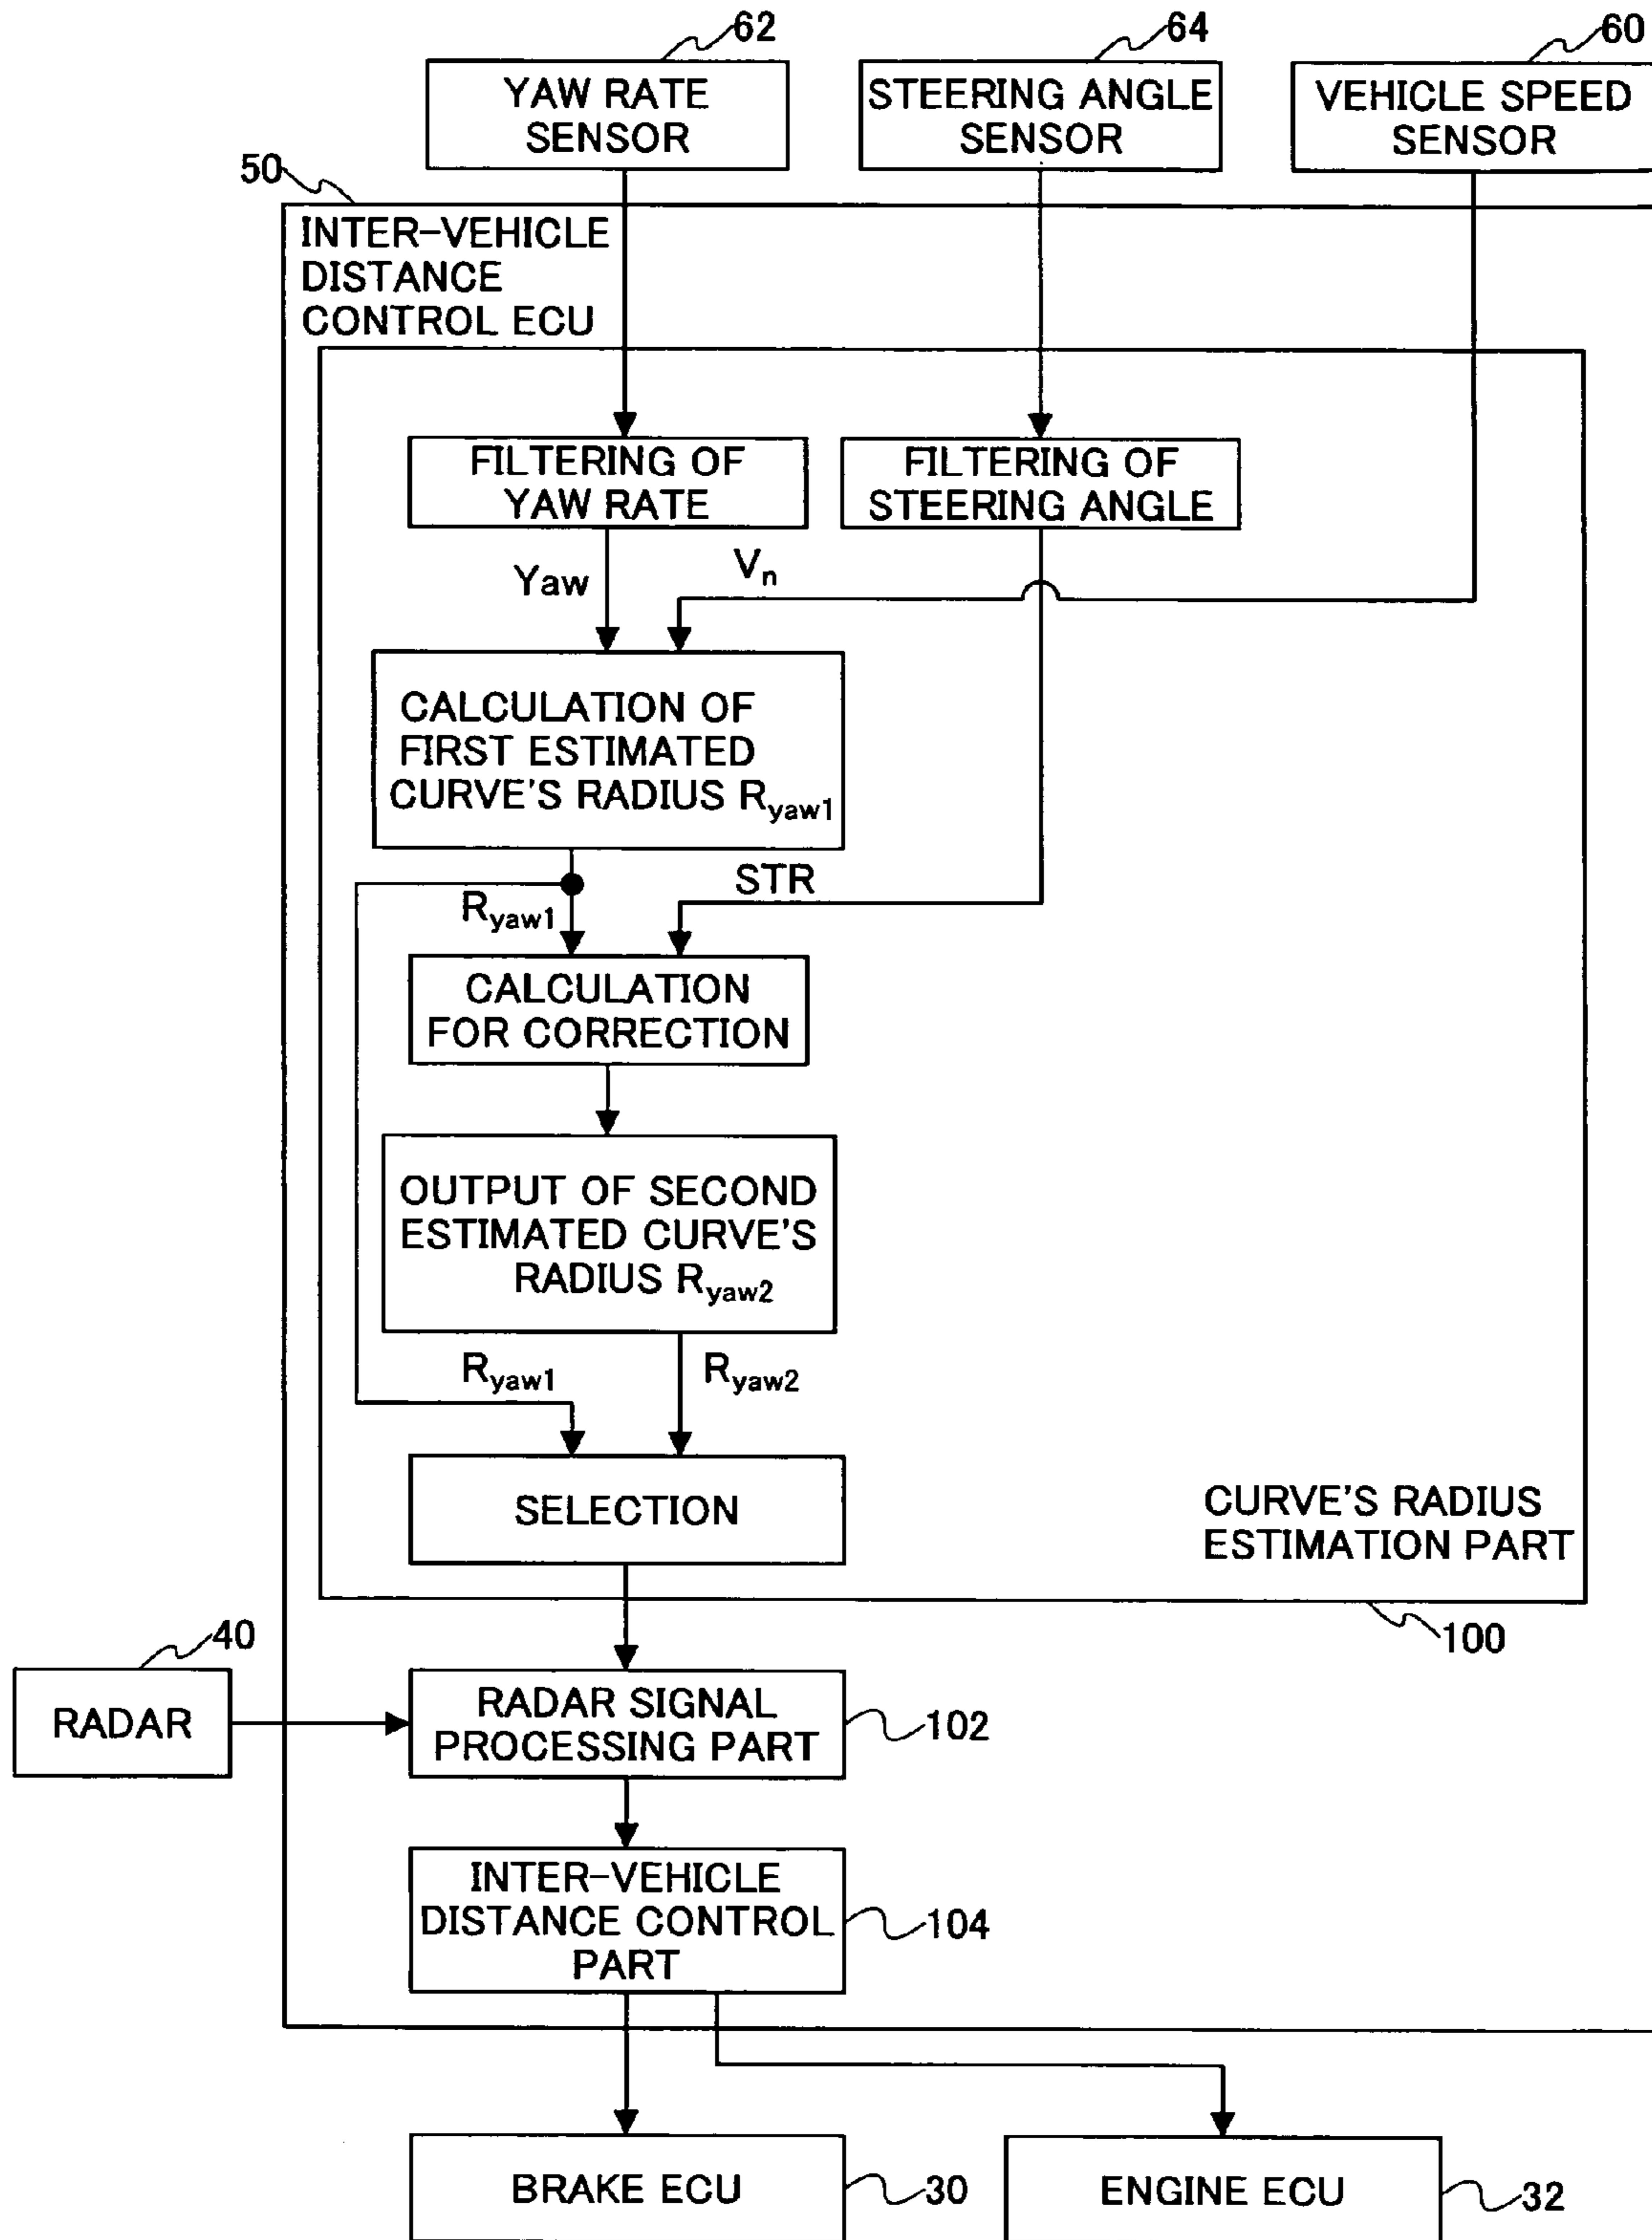 62
64
60
YAW RATE
SENSOR
STEERING ANGLE
SENSOR
VEHICLE SPEED
SENSOR
50
INTER-VEHICLE
DISTANCE
CONTROL ECU
FILTERING OF
YAW RATE
FILTERING OF
STEERING ANGLE
Yaw
Vn
CALCULATION OF
FIRST ESTIMATED
CURVE'S RADIUS Ryaw1
STR
Ryaw1
CALCULATION
FOR CORRECTION
OUTPUT OF SECOND
ESTIMATED CURVE'S
RADIUS Ryaw2
Ryaw1
Ryaw2
SELECTION
CURVE'S RADIUS
ESTIMATION PART
100
40
RADAR
RADAR SIGNAL
PROCESSING PART
102
INTER-VEHICLE
DISTANCE CONTROL
PART
104
BRAKE ECU
30
ENGINE ECU
32